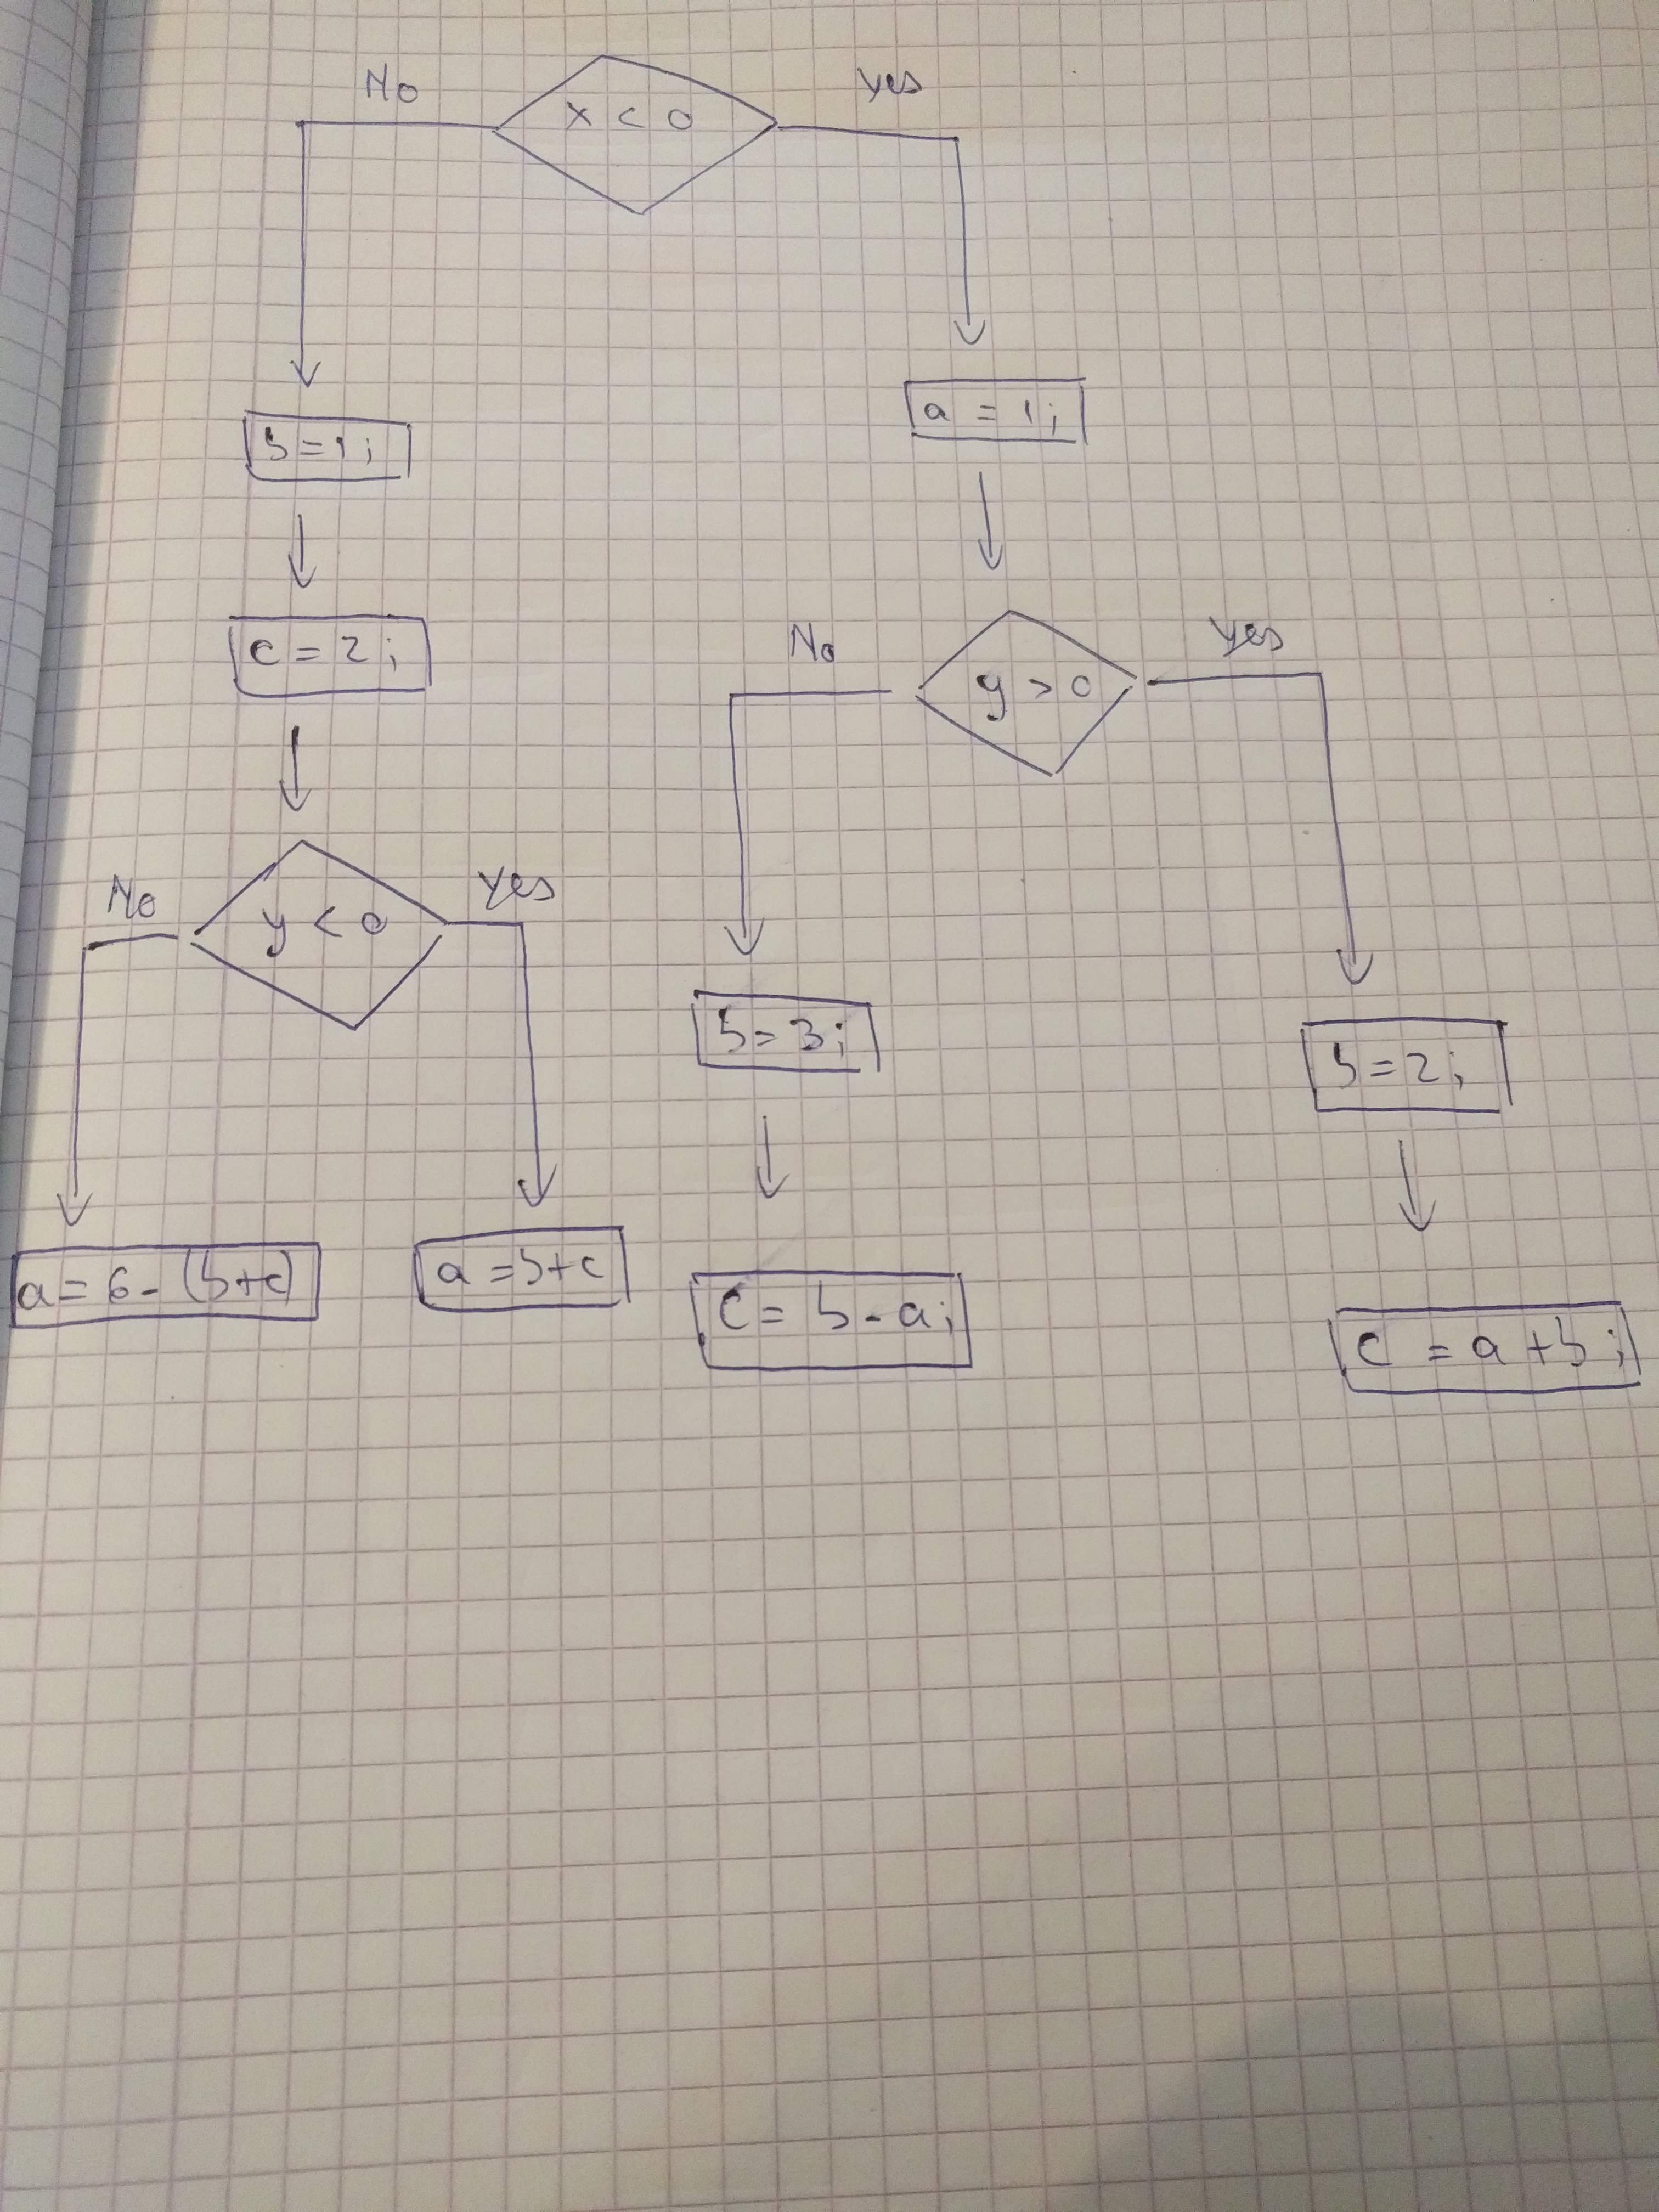 No
x < 0
yes
b = 1;
a = 1;
c = 2;
No
y > 0
yes
No
y < 0
yes
b = 3;
b = 2;
a = 6 - (b+c)
a = b+c
c = b - a;
c = a + b;